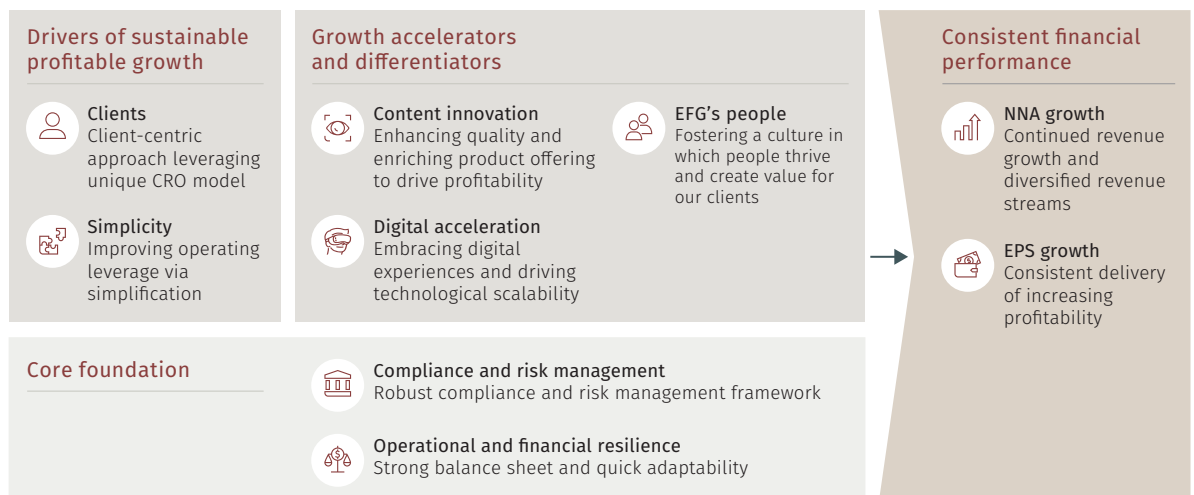 Drivers of sustainable
profitable growth
Clients
Client-centric
approach leveraging
unique CRO model
Simplicity
Improving operating
leverage via
simplification
Growth accelerators
and differentiators
Content innovation
Enhancing quality and
enriching product offering
to drive profitability
Digital acceleration
Embracing digital
experiences and driving
technological scalability
EFG’s people
Fostering a culture in
which people thrive
and create value for
our clients
Core foundation
Compliance and risk management
Robust compliance and risk management framework
Operational and financial resilience
Strong balance sheet and quick adaptability
Consistent financial
performance
NNA growth
Continued revenue
growth and
diversified revenue
streams
EPS growth
Consistent delivery
of increasing
profitability